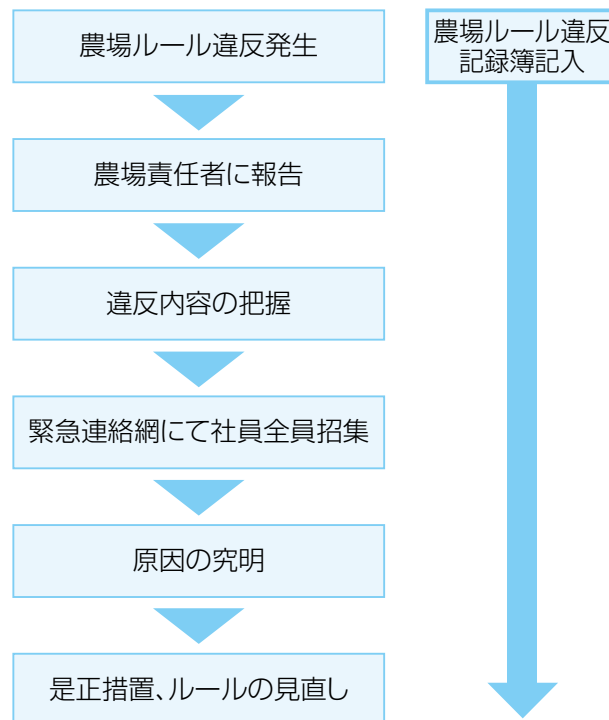 農場ルール違反発生
農場ルール違反
記録簿記入
農場責任者に報告
違反内容の把握
緊急連絡網にて社員全員招集
原因の究明
是正措置、ルールの見直し